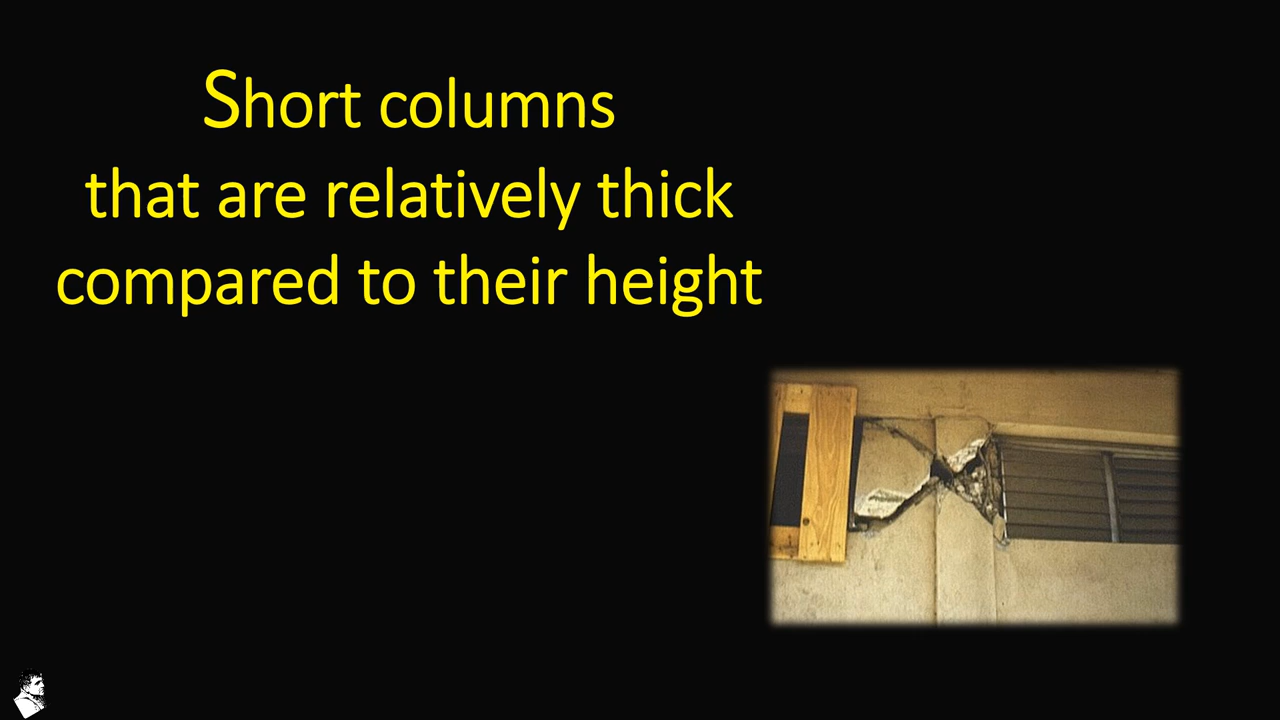 Short columns
that are relatively thick
compared to their height